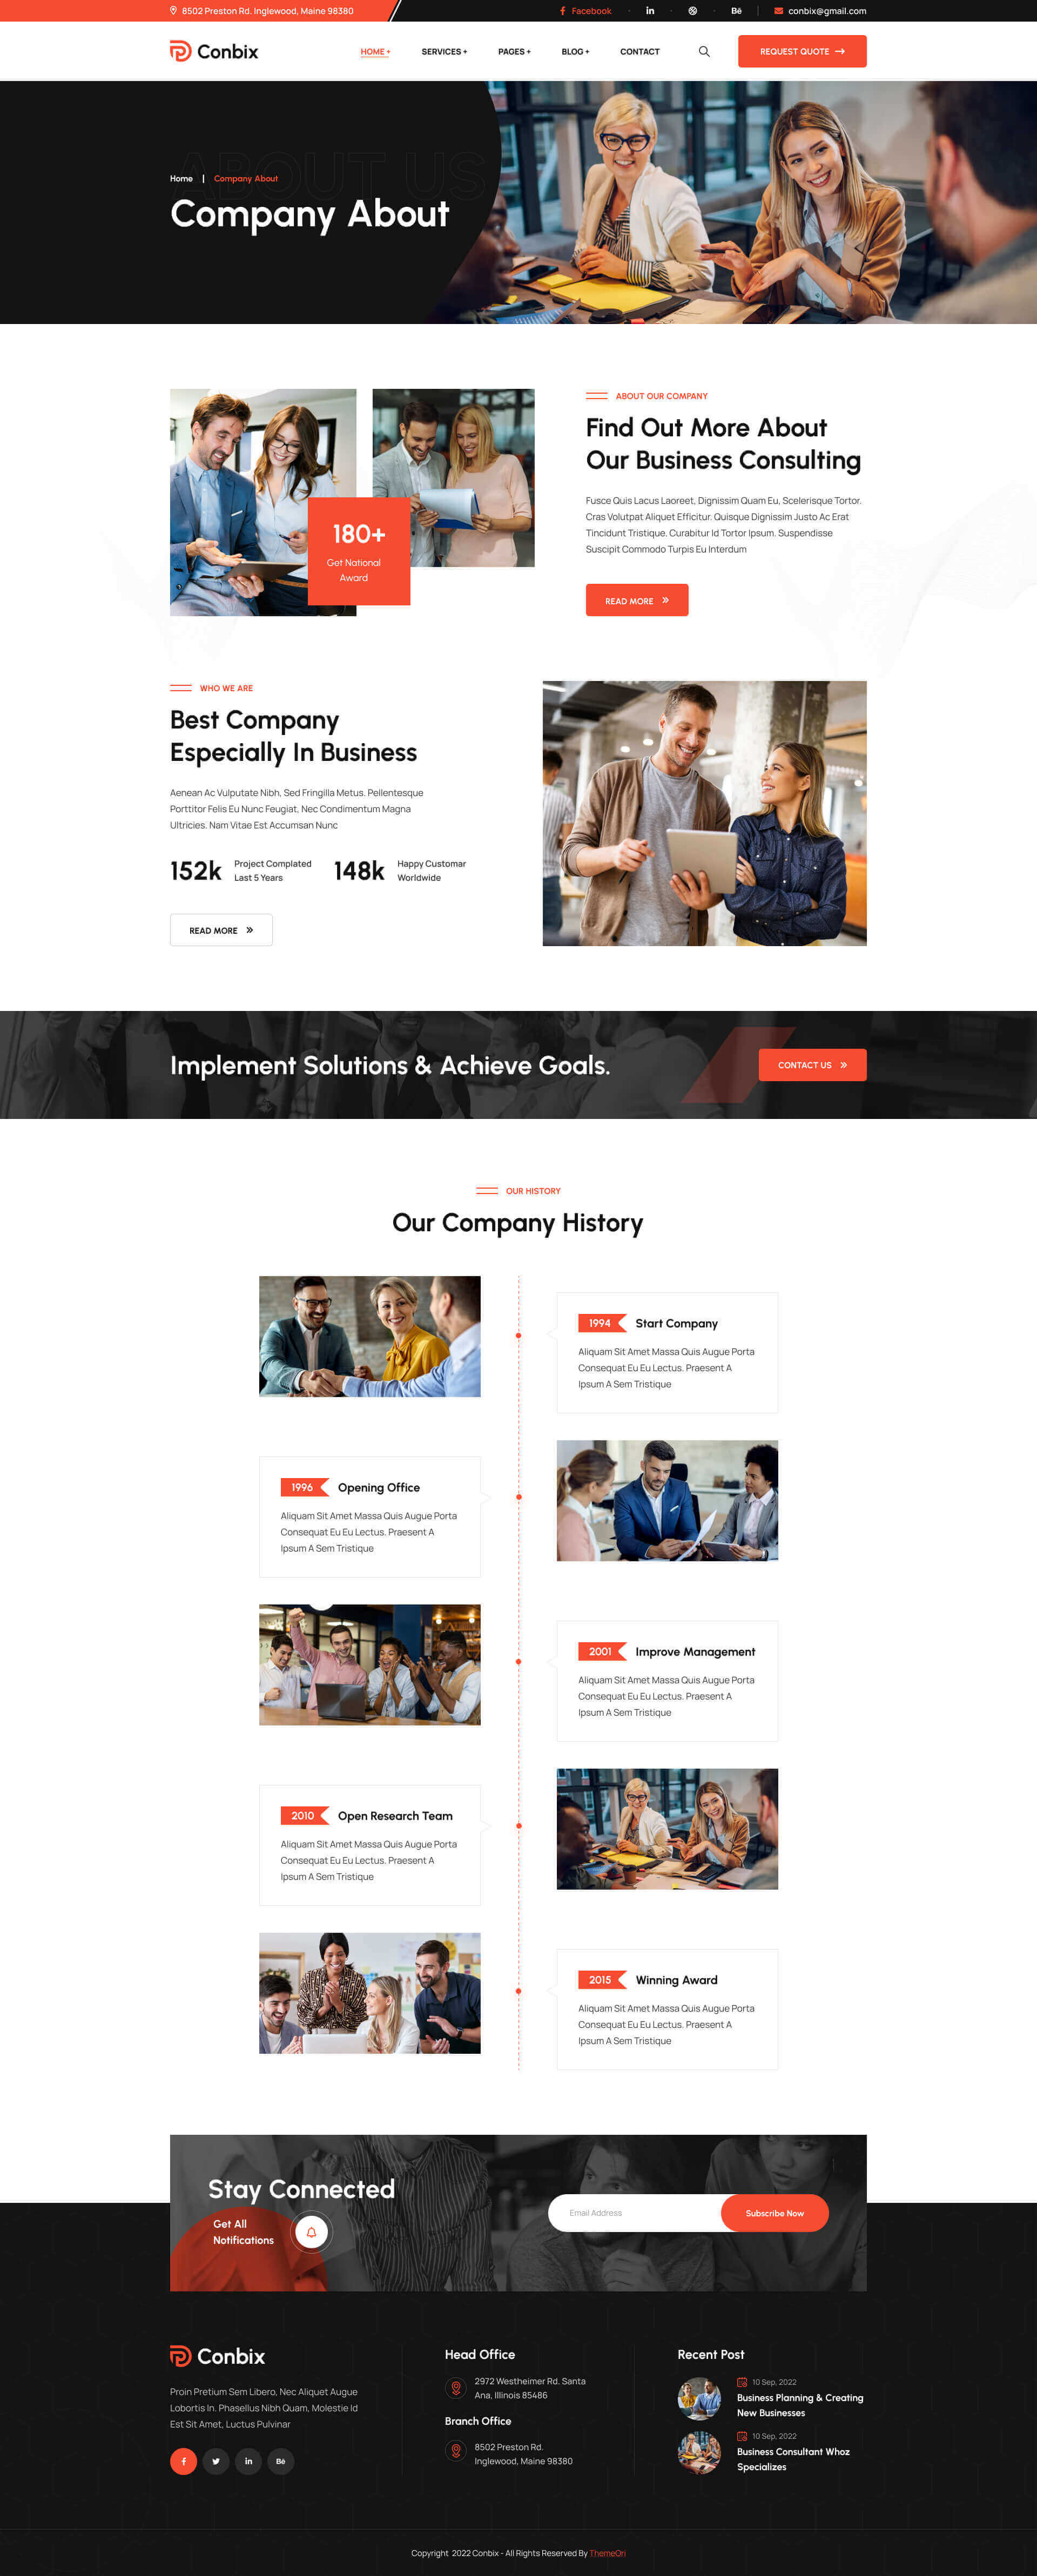 8502 Preston Rd. Inglewood, Maine 98380
Facebook
in
Bē
conbix@gmail.com
Conbix
HOME +
SERVICES +
PAGES +
BLOG +
CONTACT
REQUEST QUOTE
ABOUT US
Home | Company About
Company About
180+
Get National
Award
ABOUT OUR COMPANY
Find Out More About
Our Business Consulting
Fusce Quis Lacus Laoreet, Dignissim Quam Eu, Scelerisque Tortor.
Cras Volutpat Aliquet Efficitur. Quisque Dignissim Justo Ac Erat
Tincidunt Tristique. Curabitur Id Tortor Ipsum. Suspendisse
Suscipit Commodo Turpis Eu Interdum
READ MORE
WHO WE ARE
Best Company
Especially In Business
Aenean Ac Vulputate Nibh, Sed Fringilla Metus. Pellentesque
Porttitor Felis Eu Nunc Feugiat, Nec Condimentum Magna
Ultricies. Nam Vitae Est Accumsan Nunc
152k
Project Complated
Last 5 Years
148k
Happy Customar
Worldwide
READ MORE
Implement Solutions & Achieve Goals.
CONTACT US
OUR HISTORY
Our Company History
1994
Start Company
Aliquam Sit Amet Massa Quis Augue Porta
Consequat Eu Eu Lectus. Praesent A
Ipsum A Sem Tristique
1996
Opening Office
Aliquam Sit Amet Massa Quis Augue Porta
Consequat Eu Eu Lectus. Praesent A
Ipsum A Sem Tristique
2001
Improve Management
Aliquam Sit Amet Massa Quis Augue Porta
Consequat Eu Eu Lectus. Praesent A
Ipsum A Sem Tristique
2010
Open Research Team
Aliquam Sit Amet Massa Quis Augue Porta
Consequat Eu Eu Lectus. Praesent A
Ipsum A Sem Tristique
2015
Winning Award
Aliquam Sit Amet Massa Quis Augue Porta
Consequat Eu Eu Lectus. Praesent A
Ipsum A Sem Tristique
Stay Connected
Get All
Notifications
Email Address
Subscribe Now
Conbix
Proin Pretium Sem Libero, Nec Aliquet Augue
Lobortis In. Phasellus Nibh Quam, Molestie Id
Est Sit Amet, Luctus Pulvinar
in
Bē
Head Office
2972 Westheimer Rd. Santa
Ana, Illinois 85486
Branch Office
8502 Preston Rd.
Inglewood, Maine 98380
Recent Post
10 Sep, 2022
Business Planning & Creating
New Businesses
10 Sep, 2022
Business Consultant Whoz
Specializes
Copyright 2022 Conbix - All Rights Reserved By ThemeOri